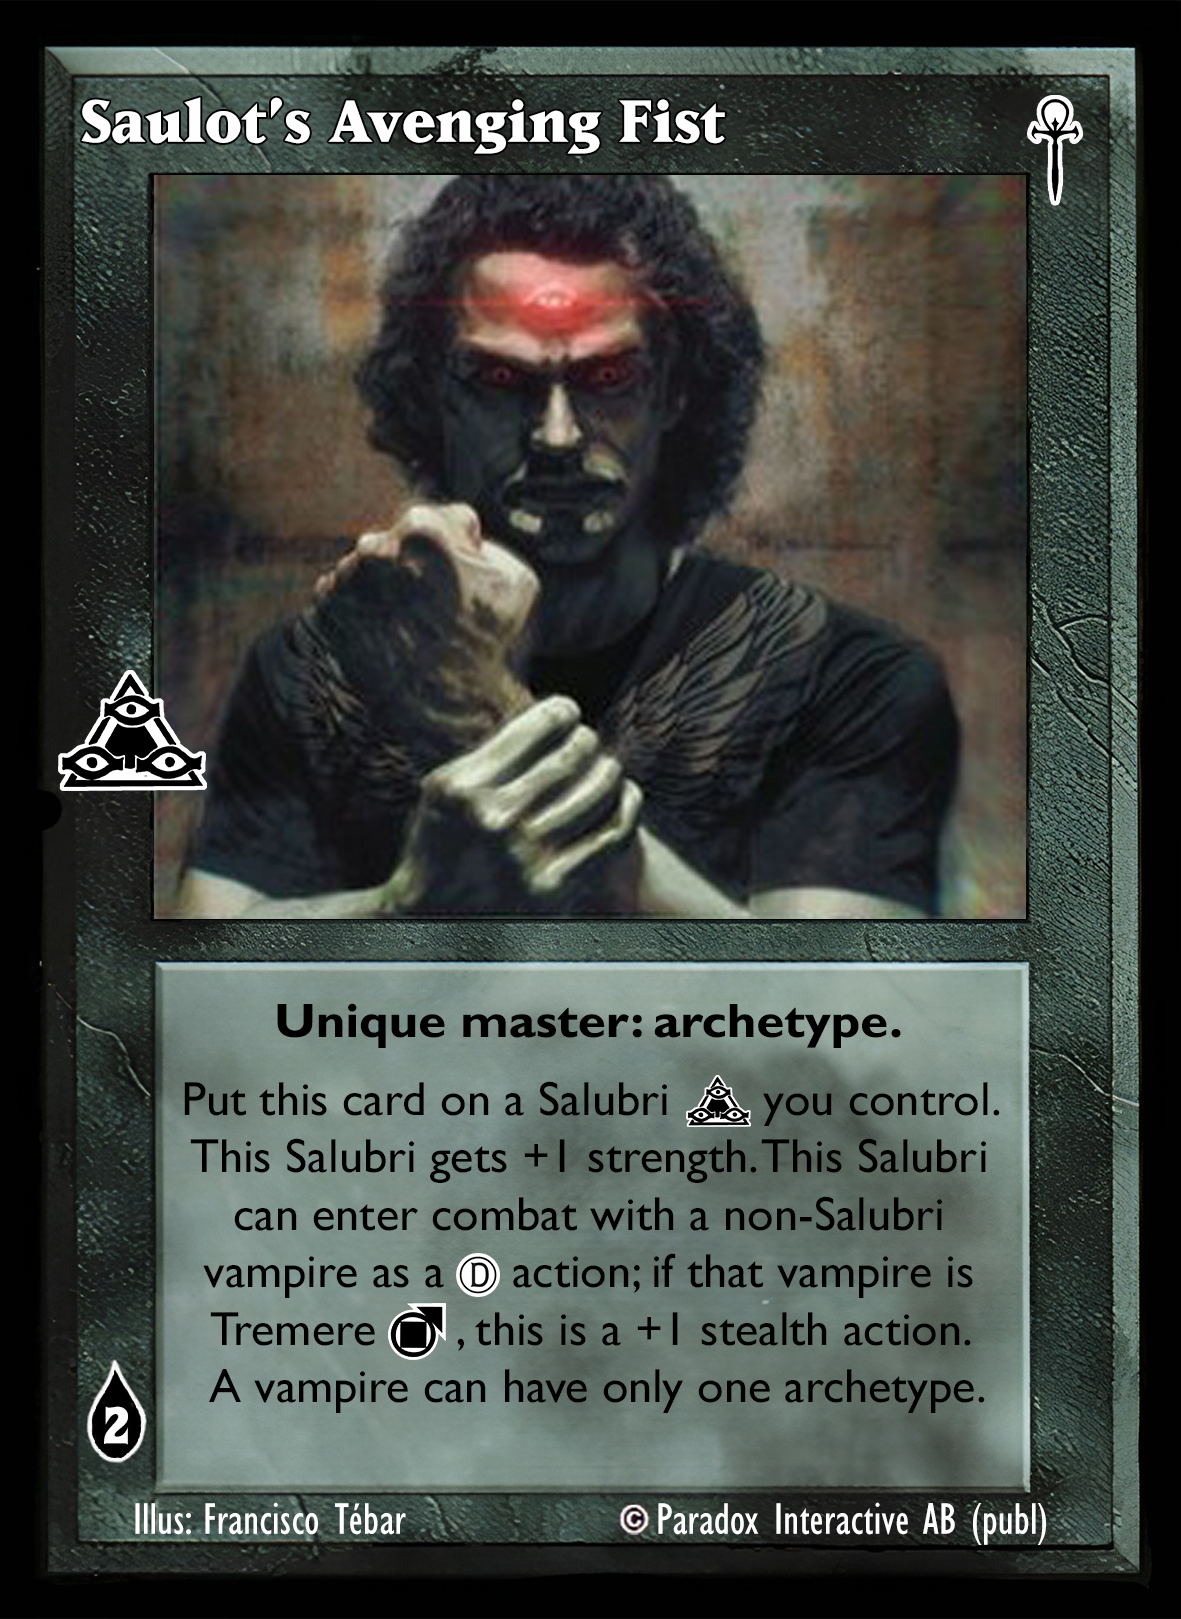 Saulot's Avenging Fist
Unique master: archetype.
Put this card on a Salubri you control.
This Salubri gets +1 strength. This Salubri
can enter combat with a non-Salubri
vampire as a Ⓓ action; if that vampire is
Tremere , this is a +1 stealth action.
A vampire can have only one archetype.
2
Illus: Francisco Tébar
© Paradox Interactive AB (publ)